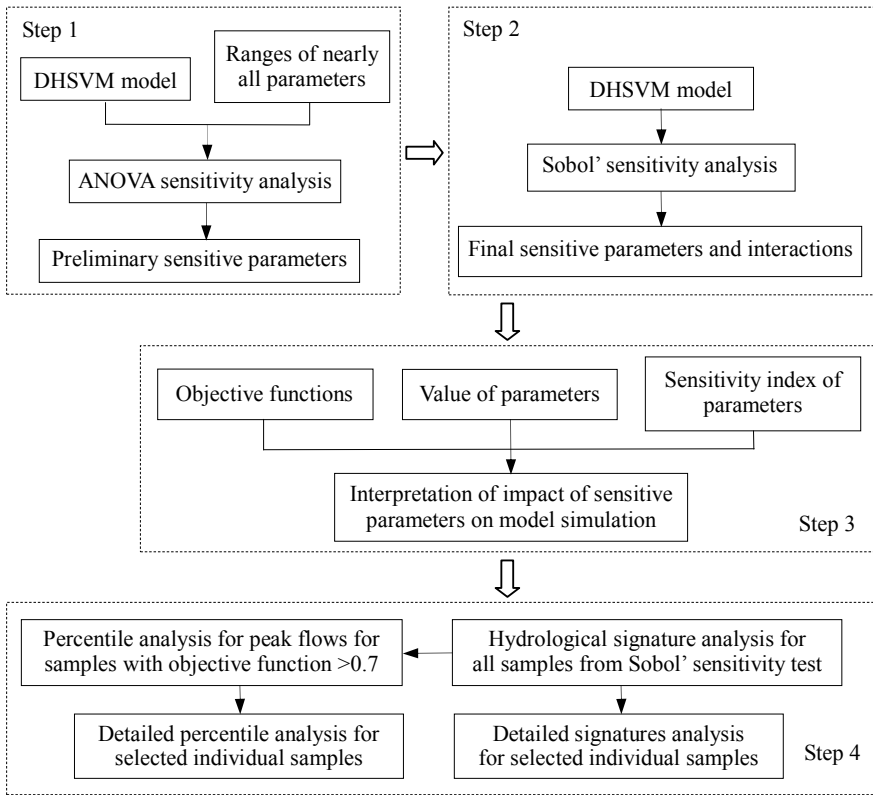 Step 1
DHSVM model
Ranges of nearly
all parameters
ANOVA sensitivity analysis
Preliminary sensitive parameters
Step 2
DHSVM model
Sobol’ sensitivity analysis
Final sensitive parameters and interactions
Objective functions
Value of parameters
Sensitivity index of
parameters
Interpretation of impact of sensitive
parameters on model simulation
Step 3
Percentile analysis for peak flows for
samples with objective function >0.7
Hydrological signature analysis for
all samples from Sobol’ sensitivity test
Detailed percentile analysis for
selected individual samples
Detailed signatures analysis
for selected individual samples
Step 4